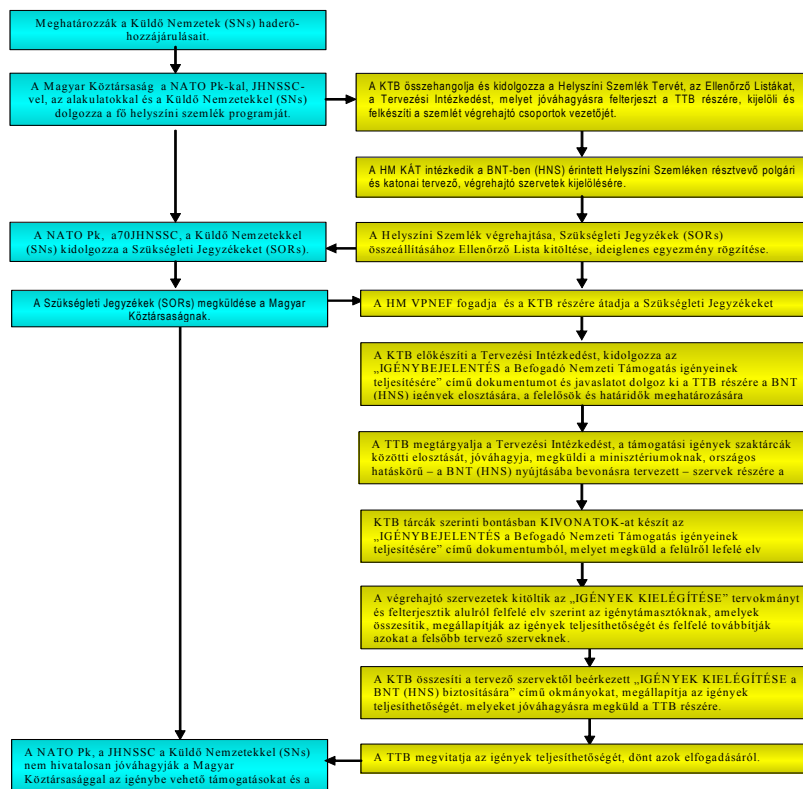 Meghatározzák a Küldő Nemzetek (SNs) haderő-
hozzájárulásait.
A Magyar Köztársaság a NATO Pk-kal, JHNSSC-
vel, az alakulatokkal és a Küldő Nemzetekkel (SNs)
dolgozza a fő helyszíni szemlék programját.
A KTB összehangolja és kidolgozza a Helyszíni Szemlék Tervét, az Ellenőrző Listákat,
a Tervezési Intézkedést, melyet jóváhagyásra felterjeszt a TTB részére, kijelöli és
felkészíti a szemlét végrehajtó csoportok vezetőjét.
A HM KÁT intézkedik a BNT-ben (HNS) érintett Helyszíni Szemléken résztvevő polgári
és katonai tervező, végrehajtó szervetek kijelölésére.
A NATO Pk, a70JHNSSC, a Küldő Nemzetekkel
(SNs) kidolgozza a Szükségleti Jegyzékeket (SORs).
A Helyszíni Szemlék végrehajtása, Szükségleti Jegyzékek (SORs)
összeállításához Ellenőrző Lista kitöltése, ideiglenes egyezmény rögzítése.
A Szükségleti Jegyzékek (SORs) megküldése a Magyar
Köztársaságnak.
A HM VPNEF fogadja és a KTB részére átadja a Szükségleti Jegyzékeket
A KTB előkészíti a Tervezési Intézkedést, kidolgozza az
„IGÉNYBEJELENTÉS a Befogadó Nemzeti Támogatás igényeinek
teljesítésére” című dokumentumot és javaslatot dolgoz ki a TTB részére a BNT
(HNS) igények elosztására, a felelősök és határidők meghatározására
A TTB megtárgyalja a Tervezési Intézkedést, a támogatási igények szaktárcák
közötti elosztását, jóváhagyja, megküldi a minisztériumoknak, országos
hatáskörű – a BNT (HNS) nyújtásába bevonásra tervezett – szervek részére a
KTB tárcák szerinti bontásban KIVONATOK-at készít az
„IGÉNYBEJELENTÉS a Befogadó Nemzeti Támogatás igényeinek
teljesítésére” című dokumentumból, melyet megküld a felülről lefelé elv
A végrehajtó szervezetek kitöltik az „IGÉNYEK KIELÉGÍTÉSE” tervokmányt
és felterjesztik alulról felfelé elv szerint az igénytámasztóknak, amelyek
összesítik, megállapítják az igények teljesíthetőségét és felfelé továbbítják
azokat a felsőbb tervező szerveknek.
A KTB összesíti a tervező szervektől beérkezett „IGÉNYEK KIELÉGÍTÉSE a
BNT (HNS) biztosítására” című okmányokat, megállapítja az igények
teljesíthetőségét. melyeket jóváhagyásra megküld a TTB részére.
A NATO Pk, a JHNSSC a Küldő Nemzetekkel (SNs)
nem hivatalosan jóváhagyják a Magyar
Köztársasággal az igénybe vehető támogatásokat és a
A TTB megvitatja az igények teljesíthetőségét, dönt azok elfogadásáról.